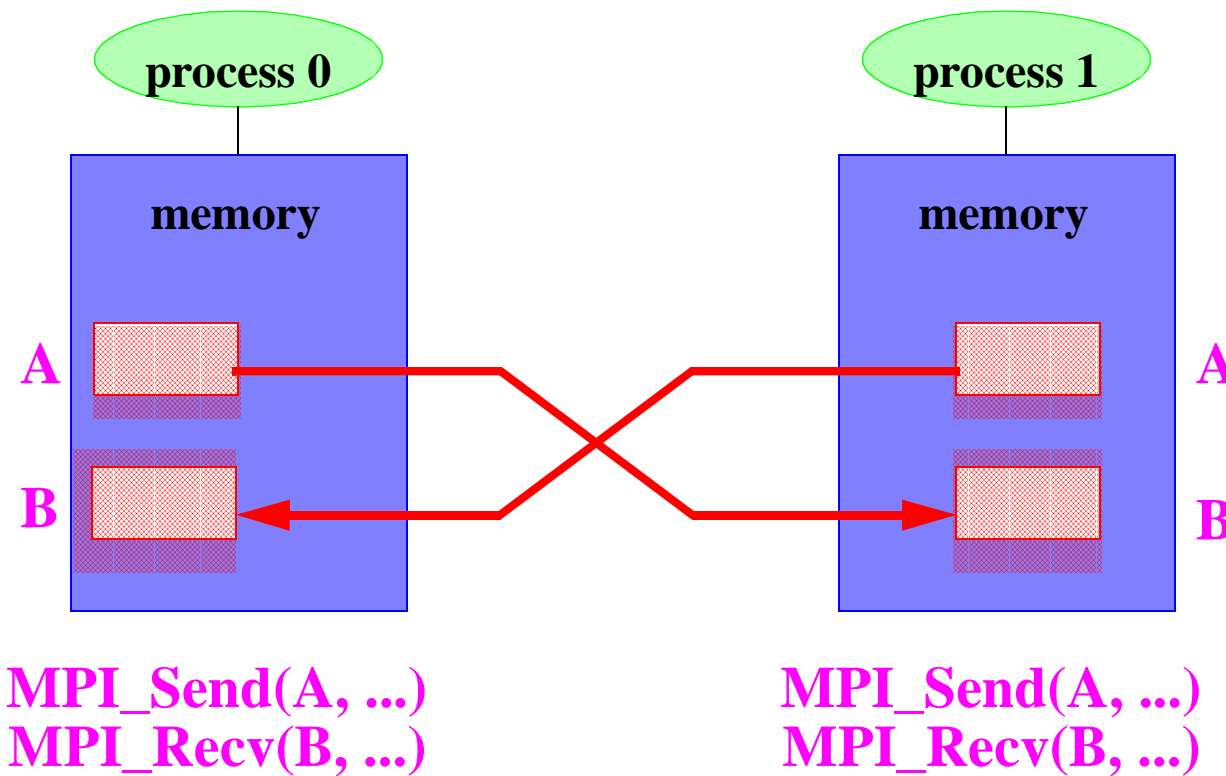 process 0
process 1
memory
memory
A
A
B
B
MPI_Send(A, ...)
MPI_Recv(B, ...)
MPI_Send(A, ...)
MPI_Recv(B, ...)